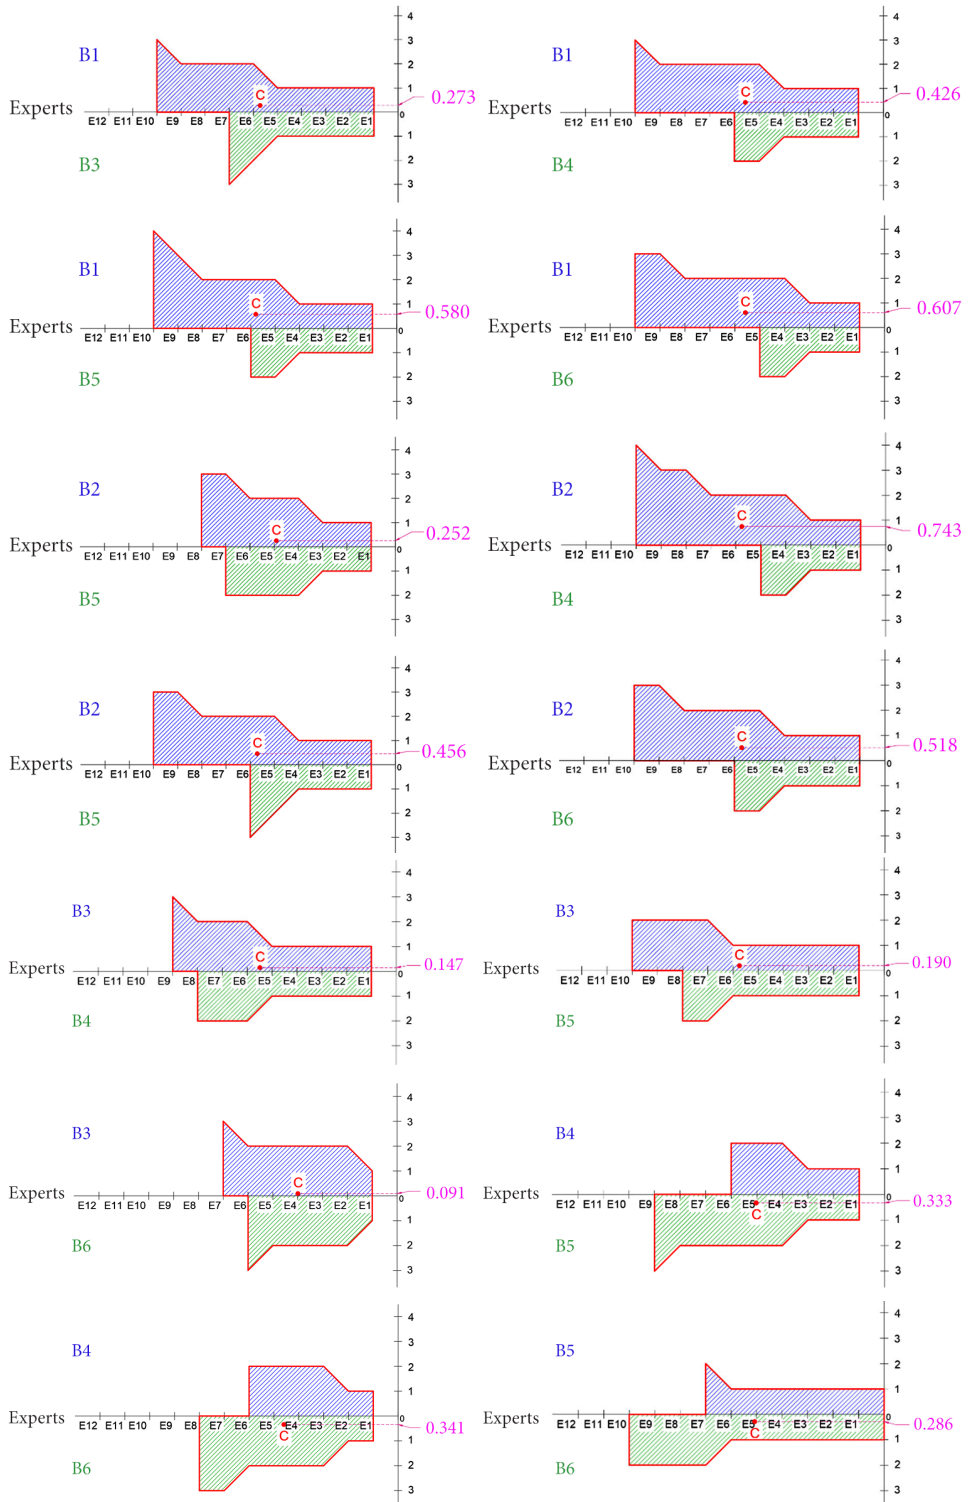 4 4
B1 3 B1 3
2 2
C 1 C 1 0.426
0.273
Experts E12 E11 E10 E9 E8 E7 E6 E5 E4 E3 E2 E1 0 Experts E12 E11 E10 E9 E8 E7 E6 E5 E4 E3 E2 E1 0
1 1
B3 2 B4 2
3 3
4 4
B1 3 B1 3
2 2
C 1 0.580 C 1 0.607
Experts E12 E11 E10 E9 E8 E7 E6 E5 E4 E3 E2 E1 0 Experts E12 E11 E10 E9 E8 E7 E6 E5 E4 E3 E2 E1 0
1 1
B5 2 B6 2
3 3
4 4
B2 3 B2 3
2 2
C 1 0.252 C 1 0.743
Experts E12 E11 E10 E9 E8 E7 E6 E5 E4 E3 E2 E1 0 Experts E12 E11 E10 E9 E8 E7 E6 E5 E4 E3 E2 E1 0
1 1
B5 2 B4 2
3 3
4 4
B2 3 B2 3
2 2
C 1 0.456 C 1 0.518
Experts E12 E11 E10 E9 E8 E7 E6 E5 E4 E3 E2 E1 0 Experts E12 E11 E10 E9 E8 E7 E6 E5 E4 E3 E2 E1 0
1 1
B5 2 B6 2
3 3
4 4
B3 3 B3 3
2 2
C 1 0.147 C 1 0.190
Experts E12 E11 E10 E9 E8 E7 E6 E5 E4 E3 E2 E1 0 Experts E12 E11 E10 E9 E8 E7 E6 E5 E4 E3 E2 E1 0
1 1
B4 2 B5 2
3 3
4 4
B3 3 B4 3
2 2
C 1 0.091 1
Experts E12 E11 E10 E9 E8 E7 E6 E5 E4 E3 E2 E1 0 Experts E12 E11 E10 E9 E8 E7 E6 E5 E4 E3 E2 E1 0 0.333
1 C 1
B6 2 B5 2
3 3
4 4
B4 3 B5 3
2 2
1 1
Experts E12 E11 E10 E9 E8 E7 E6 E5 E4 E3 E2 E1 0 0.341 Experts E12 E11 E10 E9 E8 E7 E6 E5 E4 E3 E2 E1 0 0.286
C 1 C 1
B6 2 B6 2
3 3